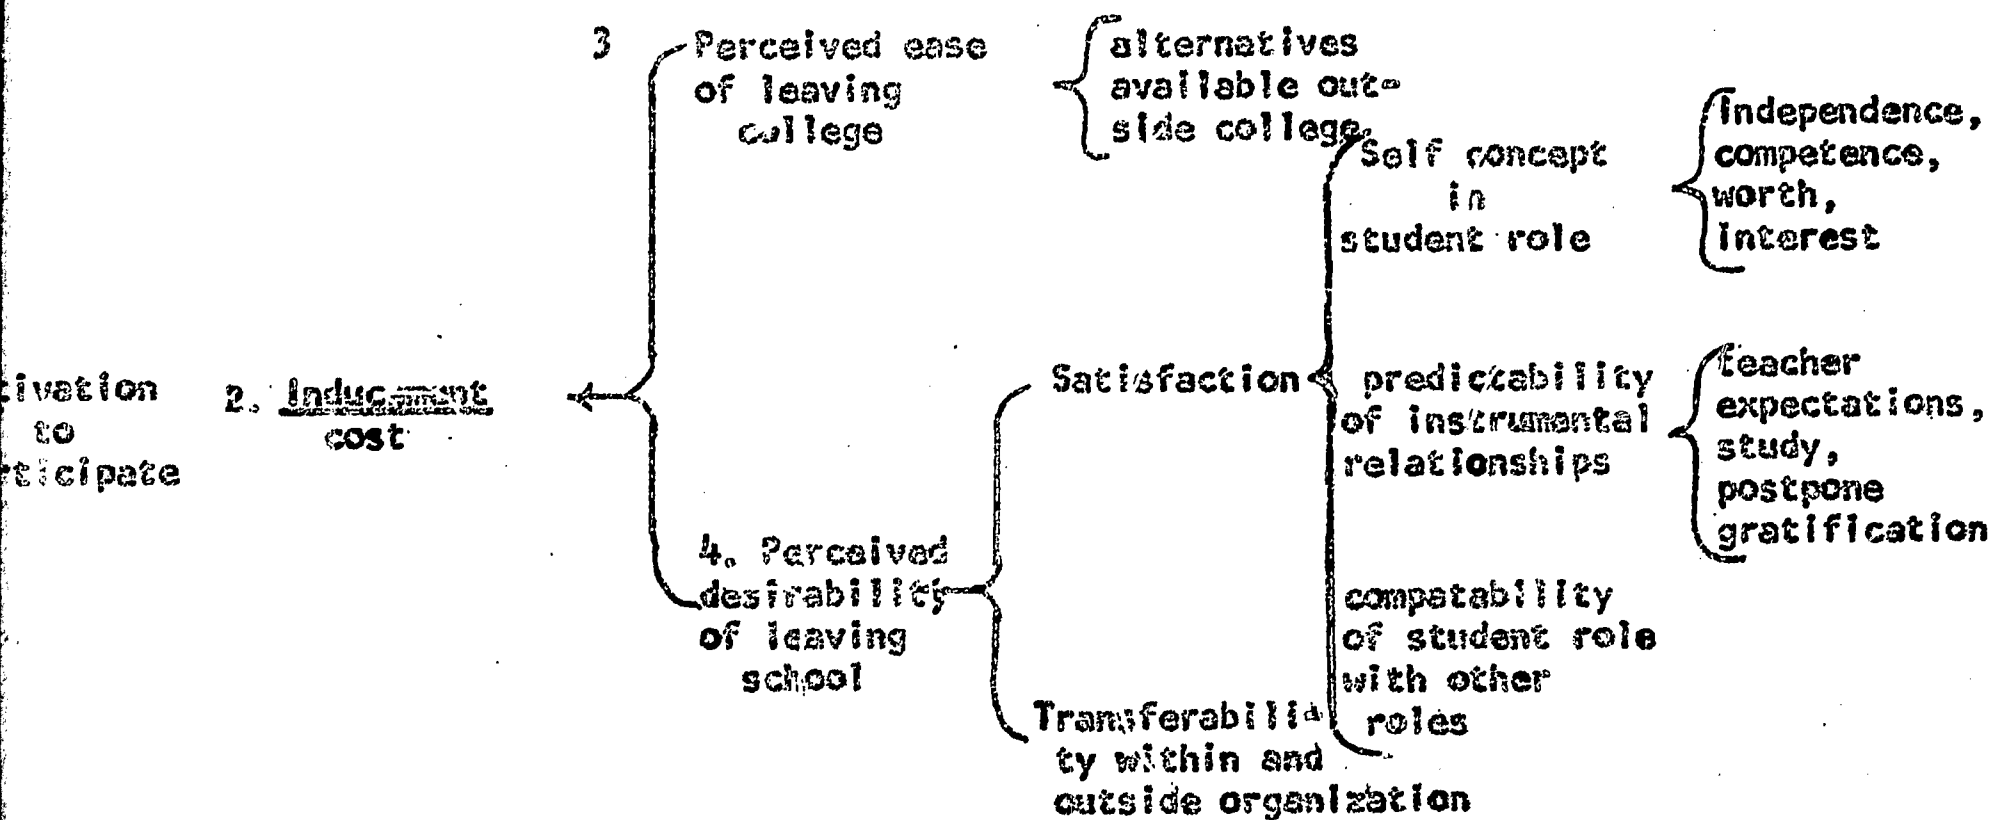 3 Perceived ease
of leaving
college
alternatives
available out-
side college
Self concept
in
student role
independence,
competence,
worth,
interest
tivation
to
rticipate
2. Inducement
cost
Satisfaction
predictability
of instrumental
relationships
teacher
expectations,
study,
postpone
gratification
4. Perceived
desirability
of leaving
school
compatability
of student role
with other
roles
Transferabili-
ty within and
outside organization